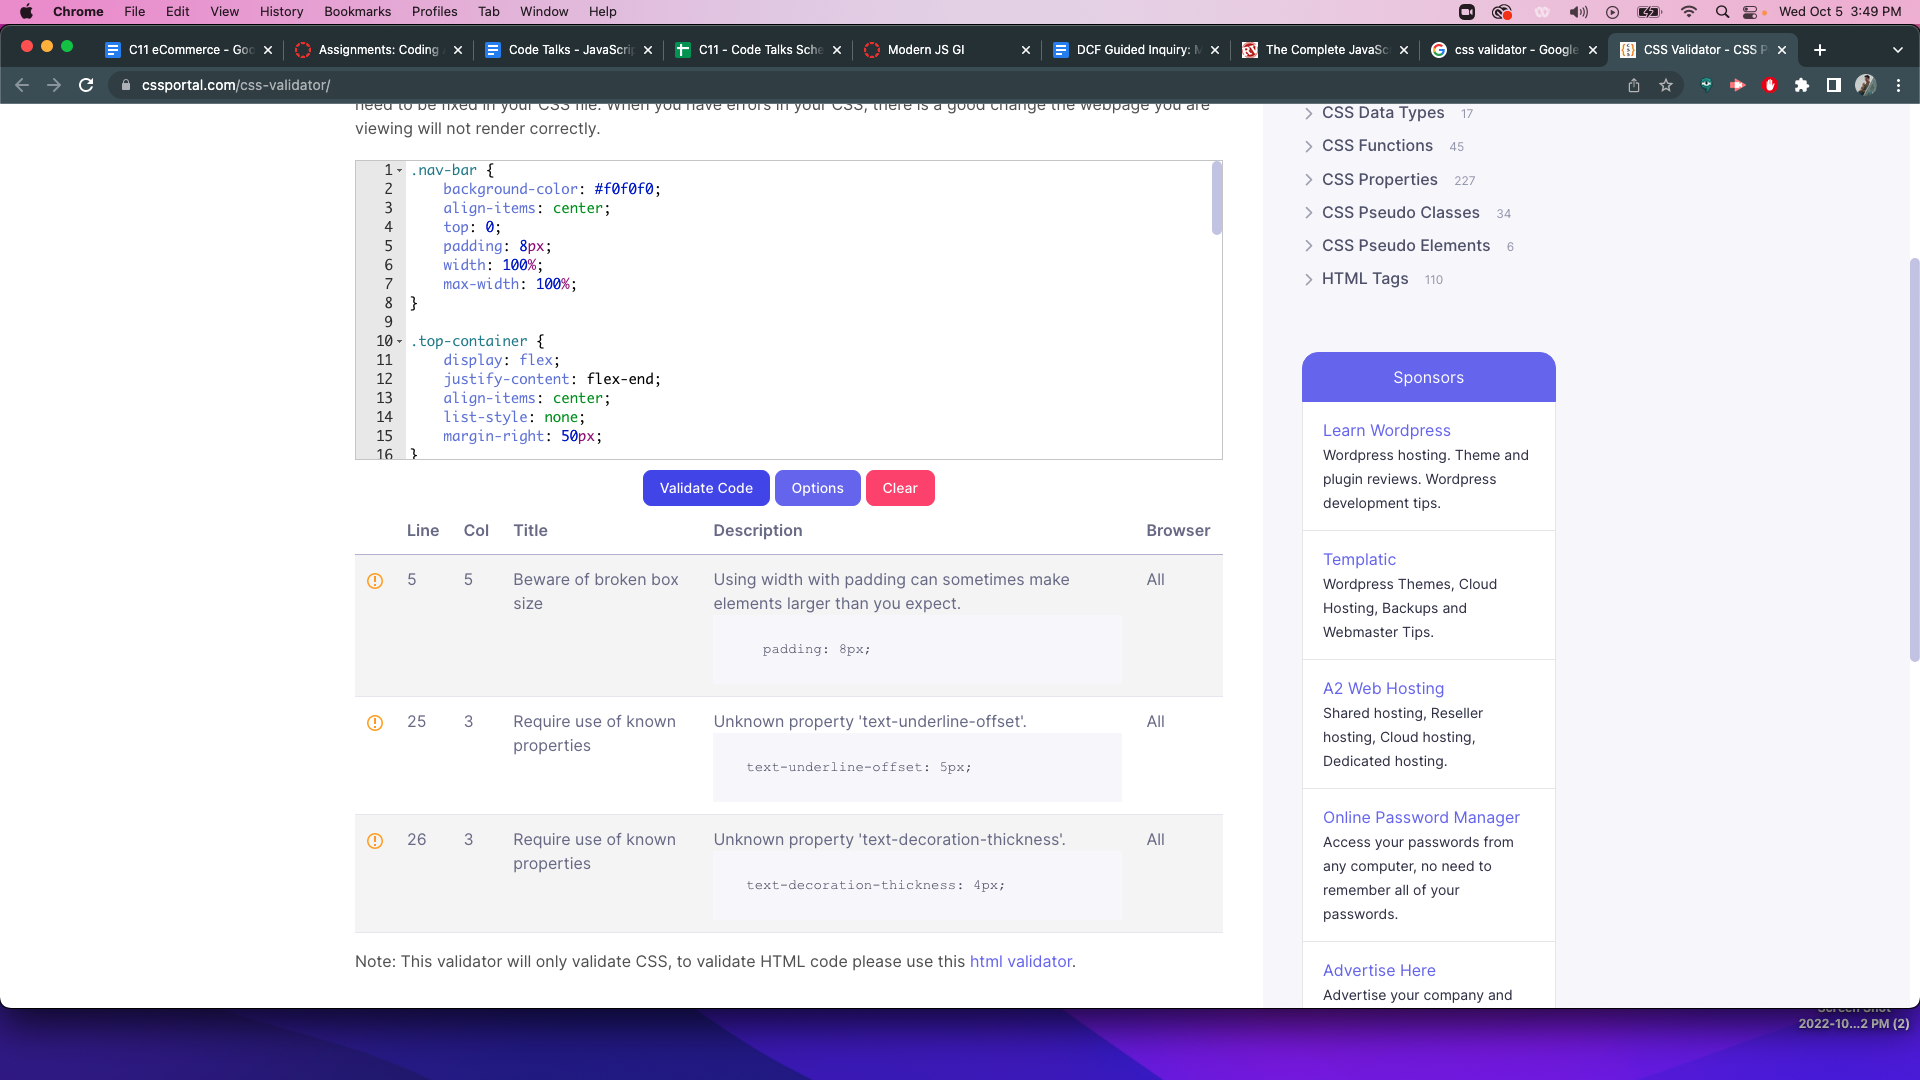 Chrome File Edit View History Bookmarks Profiles Tab Window Help Wed Oct 5 3:49 PM
C11 eCommerce - Goo Assignments: Coding Code Talks - JavaScrip C11 - Code Talks Sche Modern JS GI DCF Guided Inquiry: M The Complete JavaSc css validator - Google CSS Validator - CSS P
cssportal.com/css-validator/
need to be fixed in your CSS file. When you have errors in your CSS, there is a good change the webpage you are
viewing will not render correctly.
1 .nav-bar {
2 background-color: #f0f0f0;
3 align-items: center;
4 top: 0;
5 padding: 8px;
6 width: 100%;
7 max-width: 100%;
8 }
9
10 .top-container {
11 display: flex;
12 justify-content: flex-end;
13 align-items: center;
14 list-style: none;
15 margin-right: 50px;
16 }
Validate Code Options Clear
Line Col Title Description Browser
5 5 Beware of broken box Using width with padding can sometimes make All
size elements larger than you expect.
padding: 8px;
25 3 Require use of known Unknown property 'text-underline-offset'. All
properties
text-underline-offset: 5px;
26 3 Require use of known Unknown property 'text-decoration-thickness'. All
properties
text-decoration-thickness: 4px;
Note: This validator will only validate CSS, to validate HTML code please use this html validator.
CSS Data Types 17
CSS Functions 45
CSS Properties 227
CSS Pseudo Classes 34
CSS Pseudo Elements 6
HTML Tags 110
Sponsors
Learn Wordpress
Wordpress hosting. Theme and
plugin reviews. Wordpress
development tips.
Templatic
Wordpress Themes, Cloud
Hosting, Backups and
Webmaster Tips.
A2 Web Hosting
Shared hosting, Reseller
hosting, Cloud hosting,
Dedicated hosting.
Online Password Manager
Access your passwords from
any computer, no need to
remember all of your
passwords.
Advertise Here
Advertise your company and
Screen Shot
2022-10...2 PM (2)